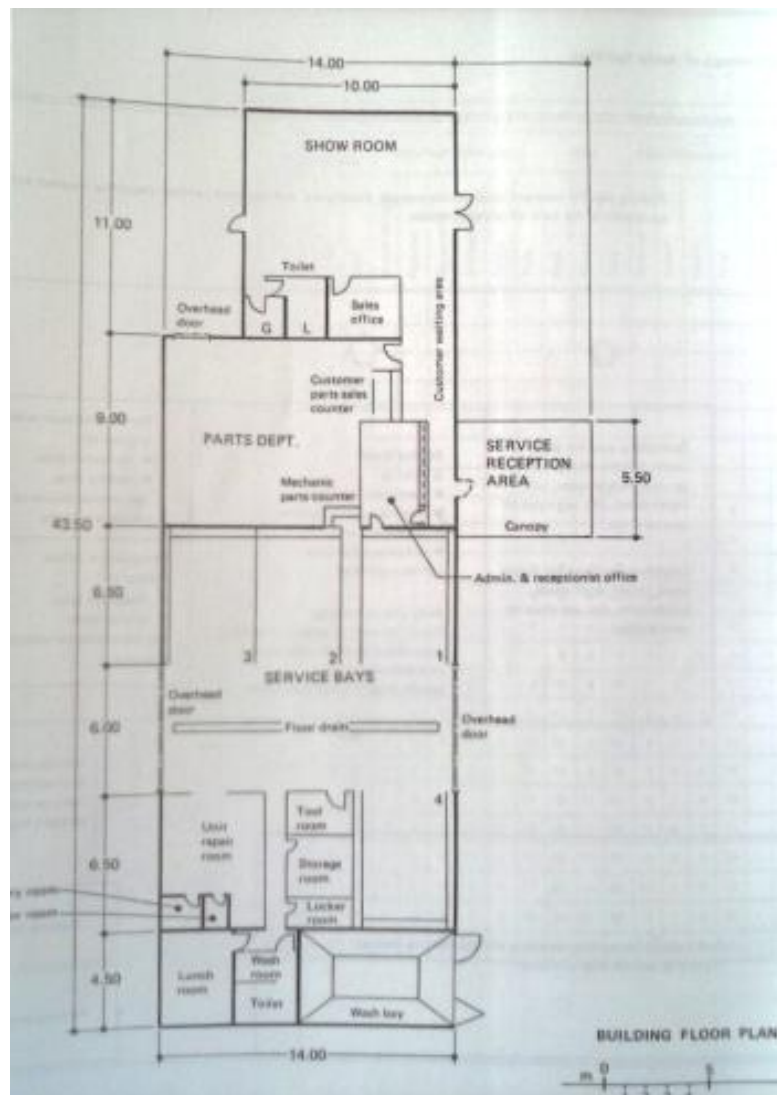 14.00
10.00
SHOW ROOM
11.00
Toilet
Overhead
door
G
L
Sales
office
Customer waiting area
Customer
parts sales
counter
9.00
PARTS DEPT.
SERVICE
RECEPTION
AREA
5.50
Mechanic
parts counter
43.50
Canopy
Admin. & receptionist office
6.50
3
2
1
SERVICE BAYS
Overhead
door
6.00
Floor drain
Overhead
door
4
Tool
room
Unit
repair
room
6.50
Storage
room
room
room
Locker
room
4.50
Lunch
room
Wash
room
Toilet
Wash bay
BUILDING FLOOR PLAN
14.00
m 0 5